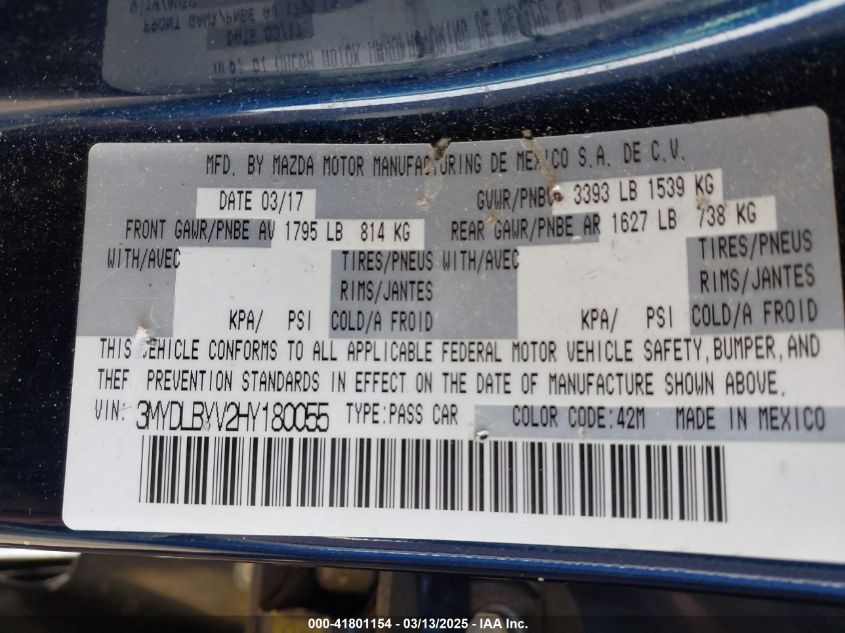 MFD. BY MAZDA MOTOR MANUFACTURING DE MEXICO S.A. DE C.V.
DATE 03/17 GVWR/PNBV 3393 LB 1539 KG
FRONT GAWR/PNBE AV 1795 LB 814 KG REAR GAWR/PNBE AR 1627 LB 738 KG
WITH/AVEC TIRES/PNEUS WITH/AVEC TIRES/PNEUS
RIMS/JANTES RIMS/JANTES
KPA/ PSI COLD/A FROID KPA/ PSI COLD/A FROID
THIS VEHICLE CONFORMS TO ALL APPLICABLE FEDERAL MOTOR VEHICLE SAFETY, BUMPER, AND
THEF PREVENTION STANDARDS IN EFFECT ON THE DATE OF MANUFACTURE SHOWN ABOVE.
VIN: 3MYDLBYV2HY180055 TYPE:PASS CAR COLOR CODE:42M MADE IN MEXICO
000-41801154 - 03/13/2025 - IAA Inc.